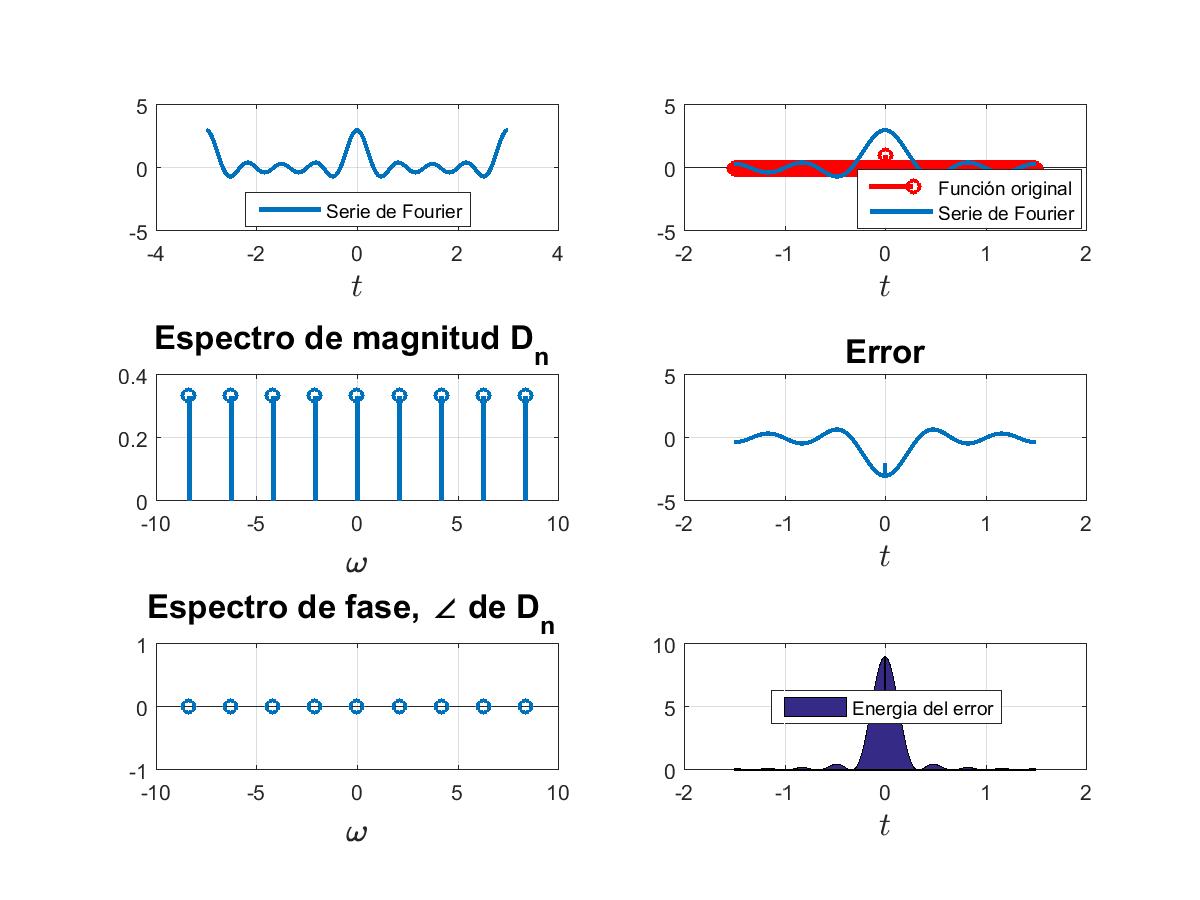 5
0
-5
-4 -2 0 2 4
t
Serie de Fourier
5
0
-5
-2 -1 0 1 2
t
Función original
Serie de Fourier
Espectro de magnitud Dn
0.4
0.2
0
-10 -5 0 5 10
ω
Error
5
0
-5
-2 -1 0 1 2
t
Espectro de fase, ∠ de Dn
1
0
-1
-10 -5 0 5 10
ω
10
5
0
-2 -1 0 1 2
t
Energia del error